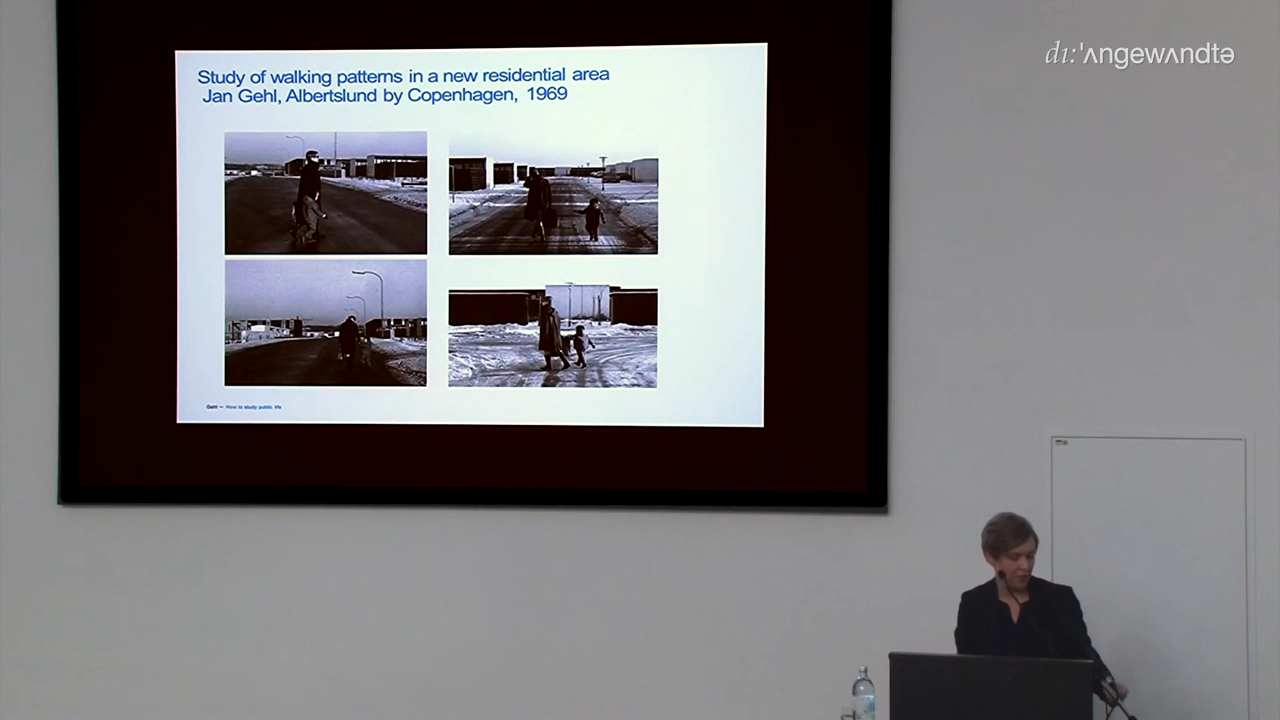 Study of walking patterns in a new residential area
Jan Gehl, Albertslund by Copenhagen, 1969
Gehl — How to study public life
dı:ˈʌngewʌndtə